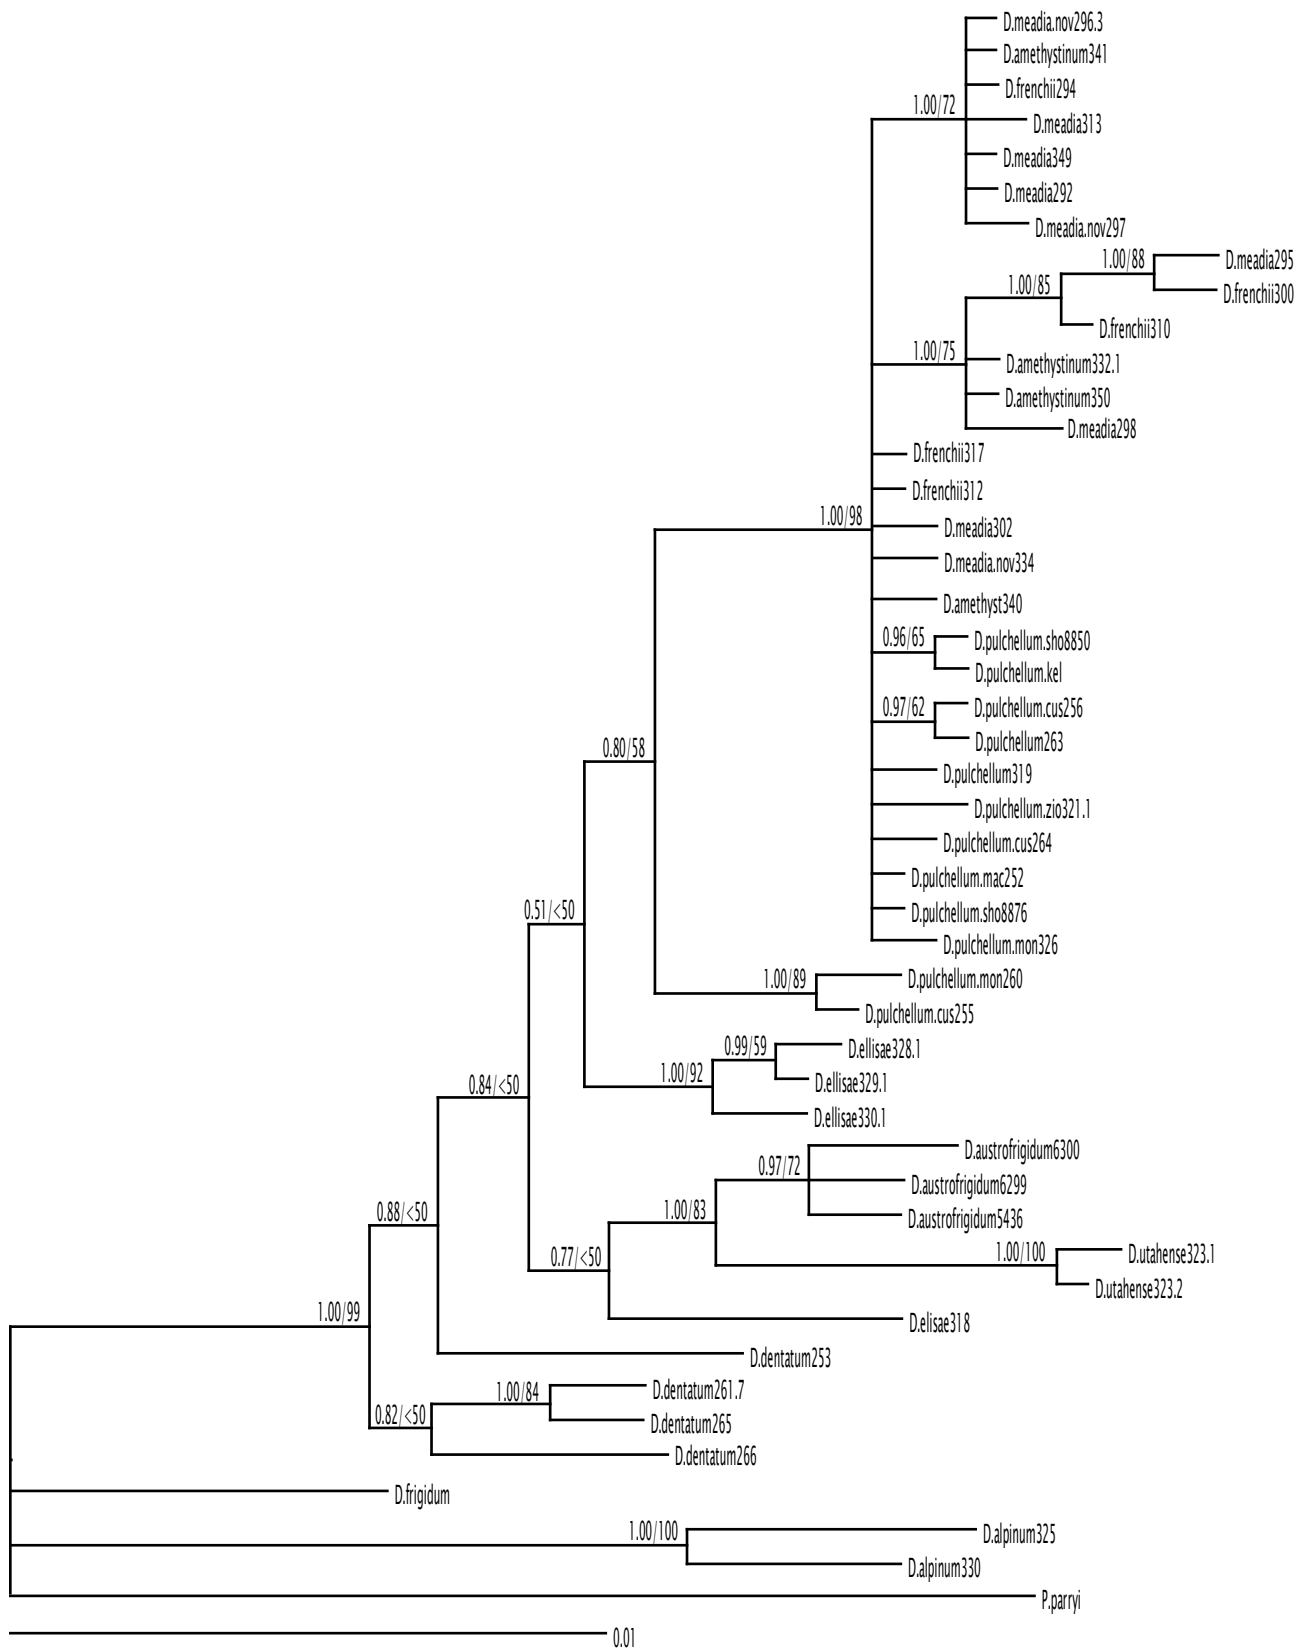 D.meadia.nov296.3
D.amethystinum341
D.frenchii294
1.00/72
D.meadia313
D.meadia349
D.meadia292
D.meadia.nov297
1.00/88
D.meadia295
1.00/85
D.frenchii300
D.frenchii310
1.00/75
D.amethystinum332.1
D.amethystinum350
D.meadia298
D.frenchii317
D.frenchii312
1.00/98
D.meadia302
D.meadia.nov334
D.amethyst340
0.96/65
D.pulchellum.sho8850
D.pulchellum.kel
0.97/62
D.pulchellum.cus256
D.pulchellum263
0.80/58
D.pulchellum319
D.pulchellum.zio321.1
D.pulchellum.cus264
D.pulchellum.mac252
0.51/<50
D.pulchellum.sho8876
D.pulchellum.mon326
1.00/89
D.pulchellum.mon260
D.pulchellum.cus255
0.99/59
D.ellisae328.1
1.00/92
D.ellisae329.1
0.84/<50
D.ellisae330.1
D.austrofrigidum6300
0.97/72
D.austrofrigidum6299
1.00/83
D.austrofrigidum5436
0.88/<50
1.00/100
D.utahense323.1
0.77/<50
D.utahense323.2
1.00/99
D.elisae318
D.dentatum253
1.00/84
D.dentatum261.7
0.82/<50
D.dentatum265
D.dentatum266
D.frigidum
1.00/100
D.alpinum325
D.alpinum330
P.parryi
0.01